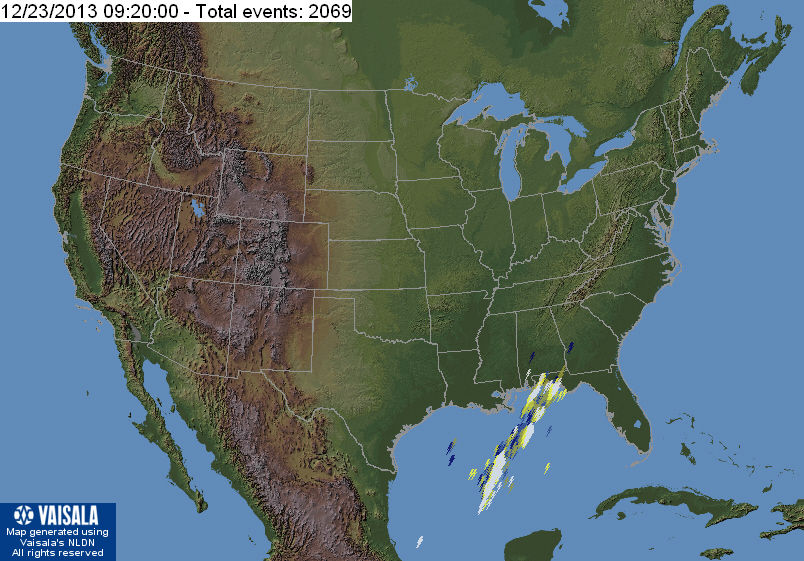 12/23/2013 09:20:00 - Total events: 2069
VAISALA
Map generated using
Vaisala's NLDN
All rights reserved